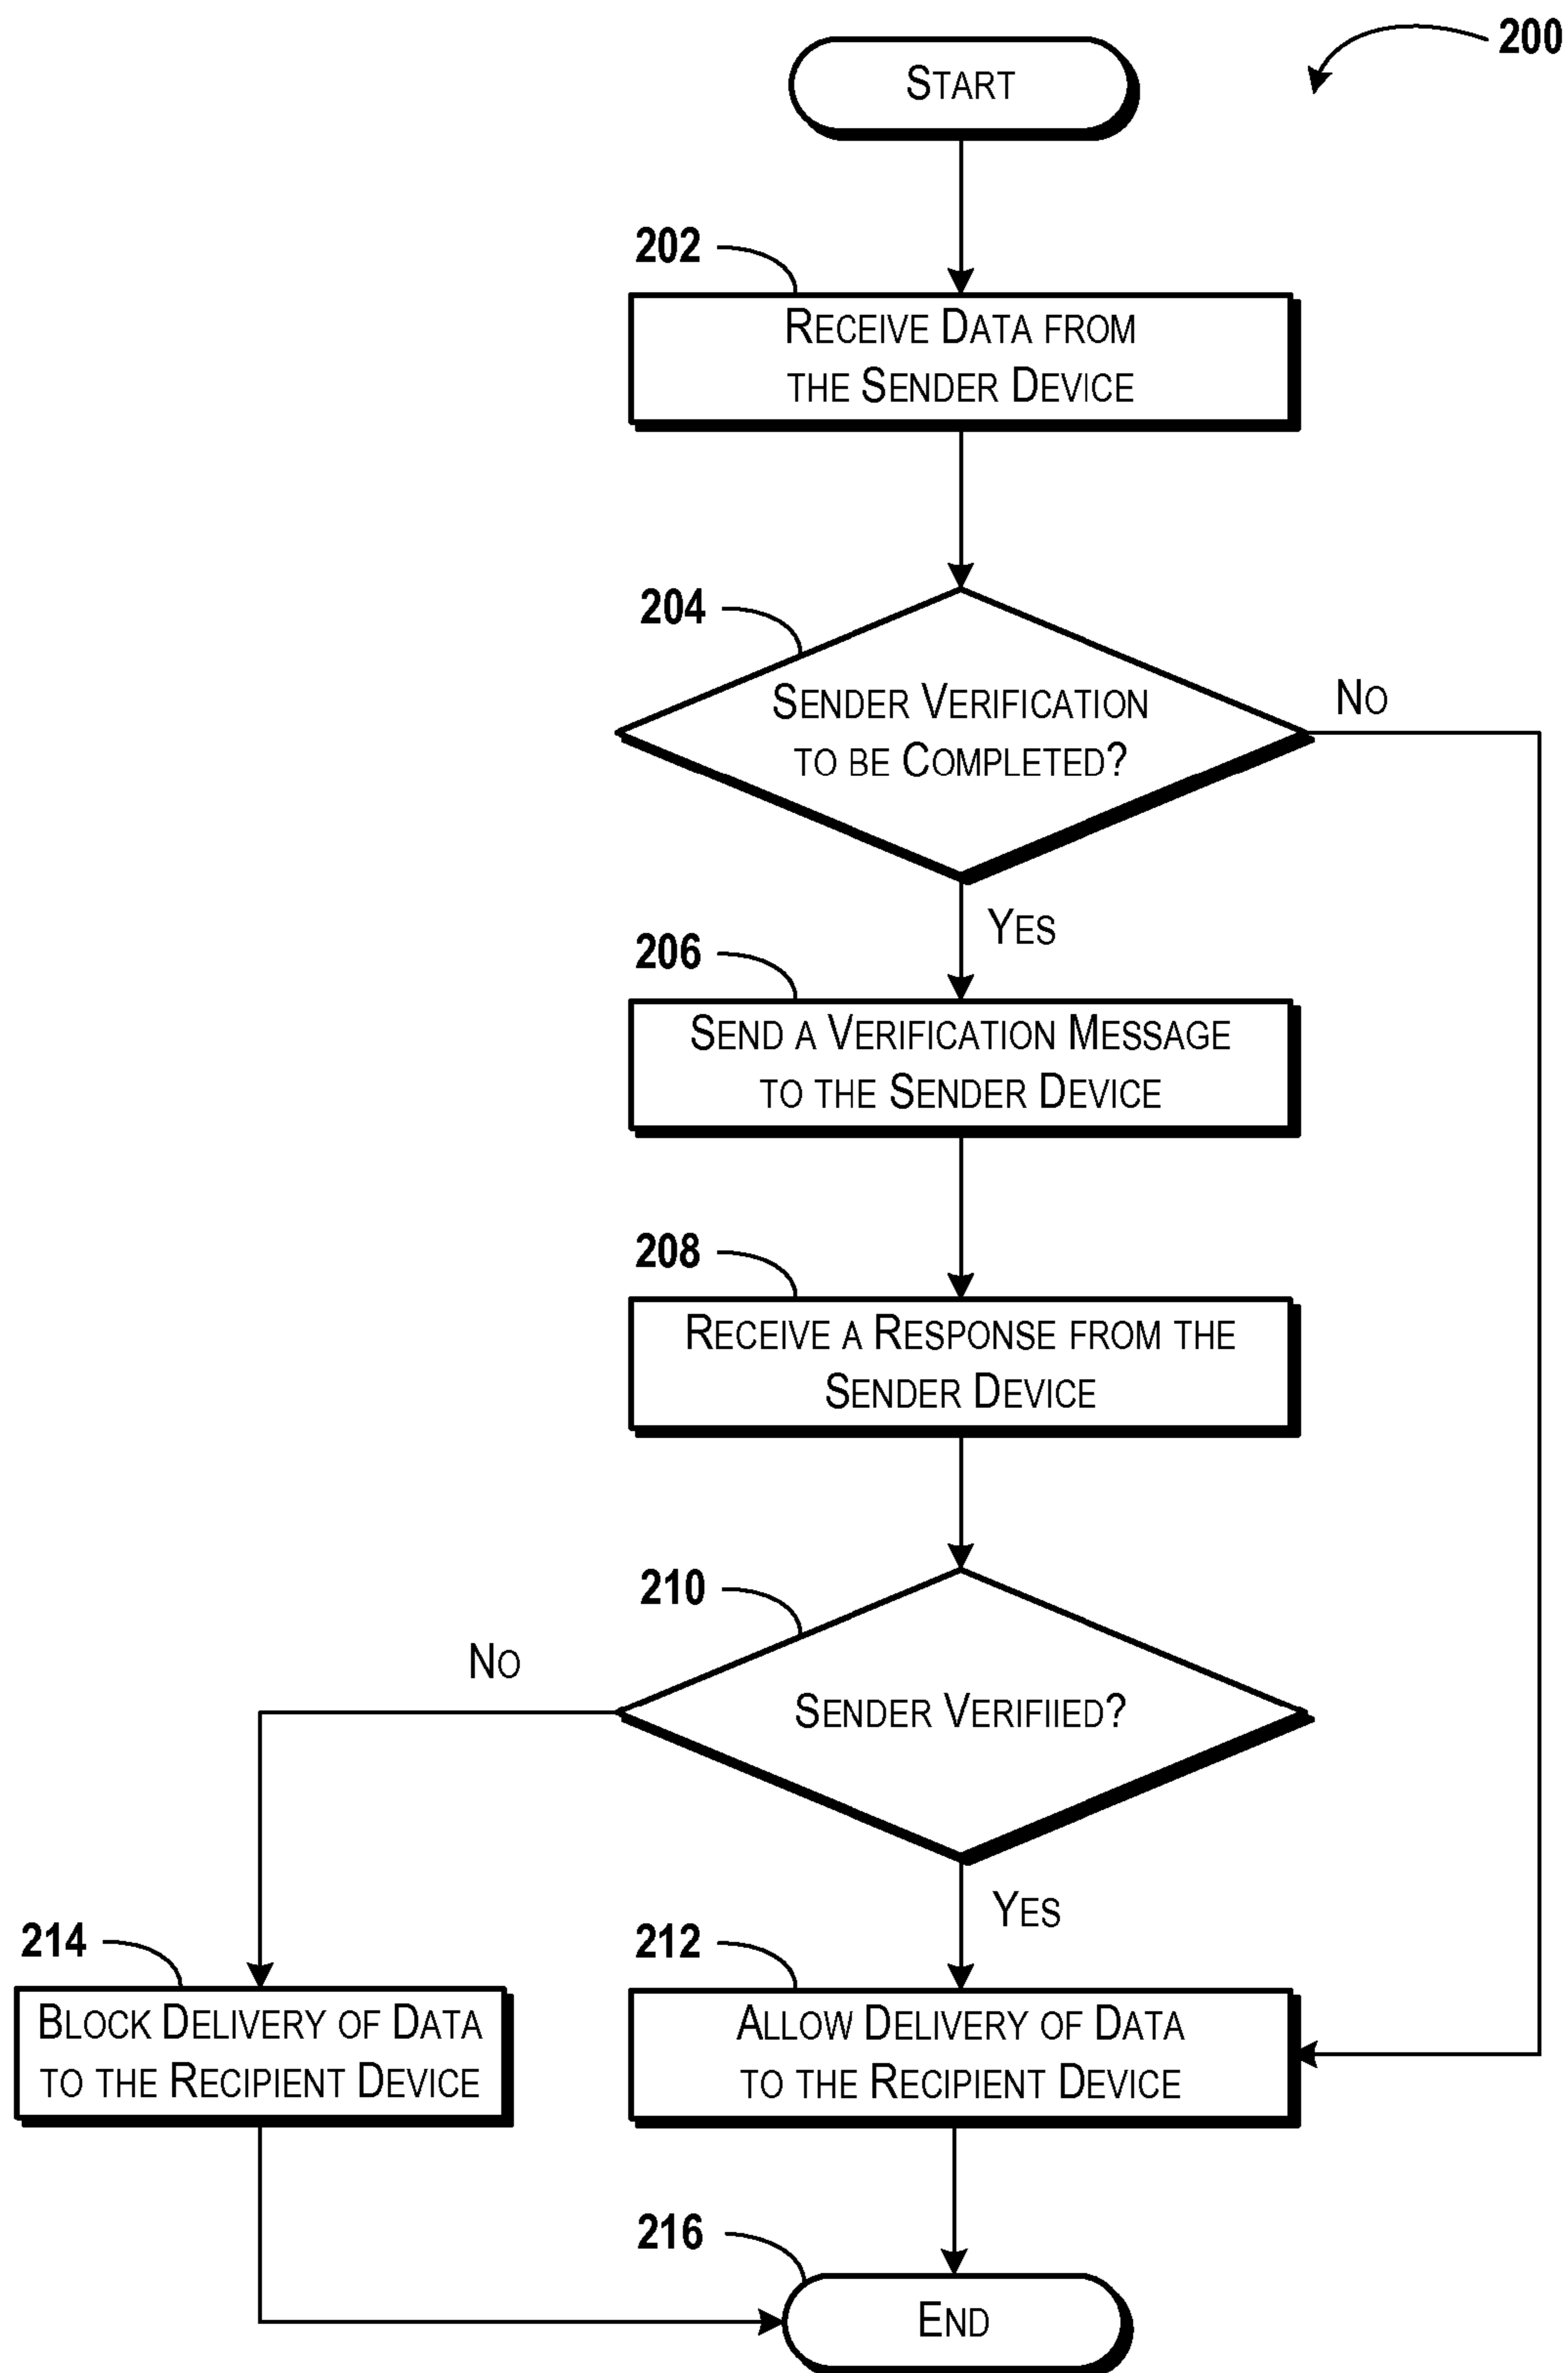 200
START
202
RECEIVE DATA FROM
THE SENDER DEVICE
204
SENDER VERIFICATION
TO BE COMPLETED?
NO
YES
206
SEND A VERIFICATION MESSAGE
TO THE SENDER DEVICE
208
RECEIVE A RESPONSE FROM THE
SENDER DEVICE
210
NO
SENDER VERIFIIED?
YES
214
BLOCK DELIVERY OF DATA
TO THE RECIPIENT DEVICE
212
ALLOW DELIVERY OF DATA
TO THE RECIPIENT DEVICE
216
END